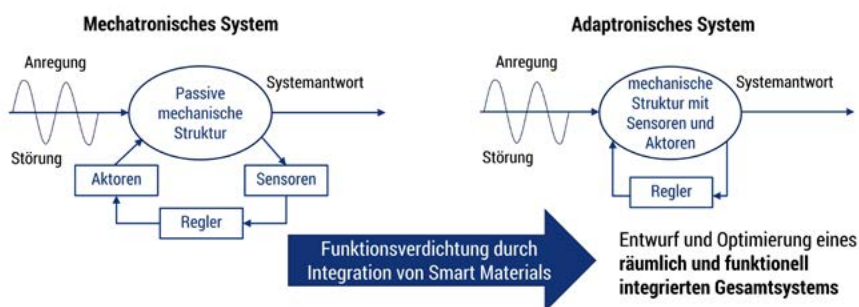 Mechatronisches System
Anregung
Störung
Passive
mechanische
Struktur
Systemantwort
Aktoren
Sensoren
Regler
Adaptronisches System
Anregung
Störung
mechanische
Struktur mit
Sensoren und
Aktoren
Systemantwort
Regler
Funktionsverdichtung durch
Integration von Smart Materials
Entwurf und Optimierung eines
räumlich und funktionell
integrierten Gesamtsystems